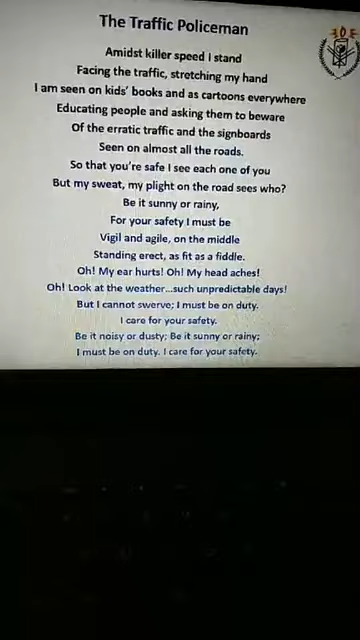 The Traffic Policeman
Amidst killer speed I stand
Facing the traffic, stretching my hand
I am seen on kids' books and as cartoons everywhere
Educating people and asking them to beware
Of the erratic traffic and the signboards
Seen on almost all the roads.
So that you're safe I see each one of you
But my sweat, my plight on the road sees who?
Be it sunny or rainy,
For your safety I must be
Vigil and agile, on the middle
Standing erect, as fit as a fiddle.
Oh! My ear hurts! Oh! My head aches!
Oh! Look at the weather...such unpredictable days!
But I cannot swerve; I must be on duty.
I care for your safety.
Be it noisy or dusty; Be it sunny or rainy;
I must be on duty. I care for your safety.